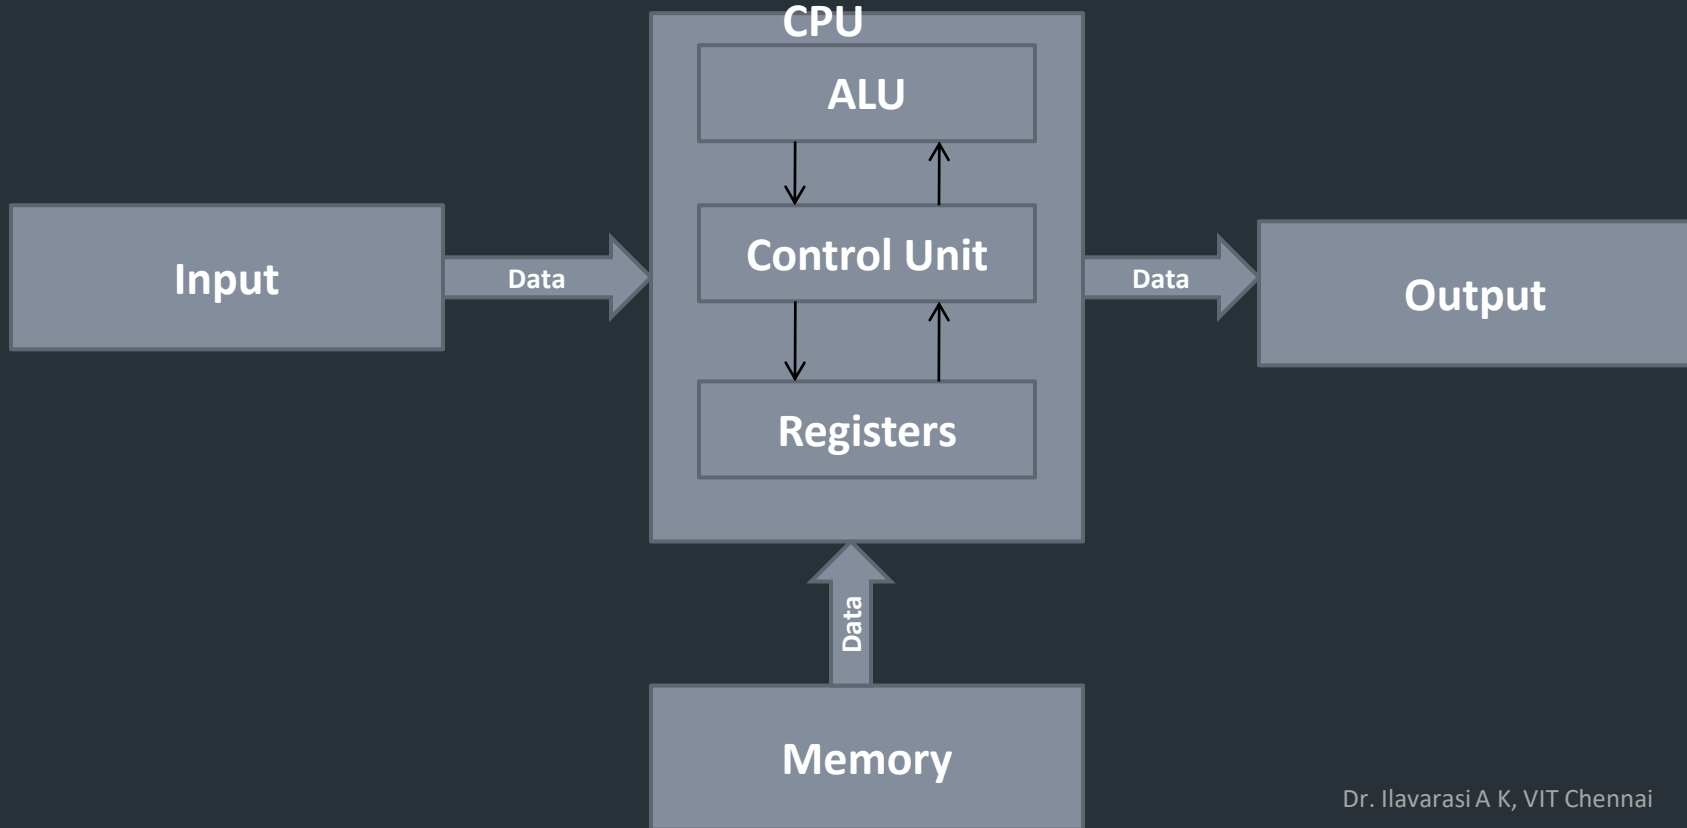 CPU
ALU
Input
Data
Control Unit
Data
Output
Registers
Data
Memory
Dr. Ilavarasi A K, VIT Chennai